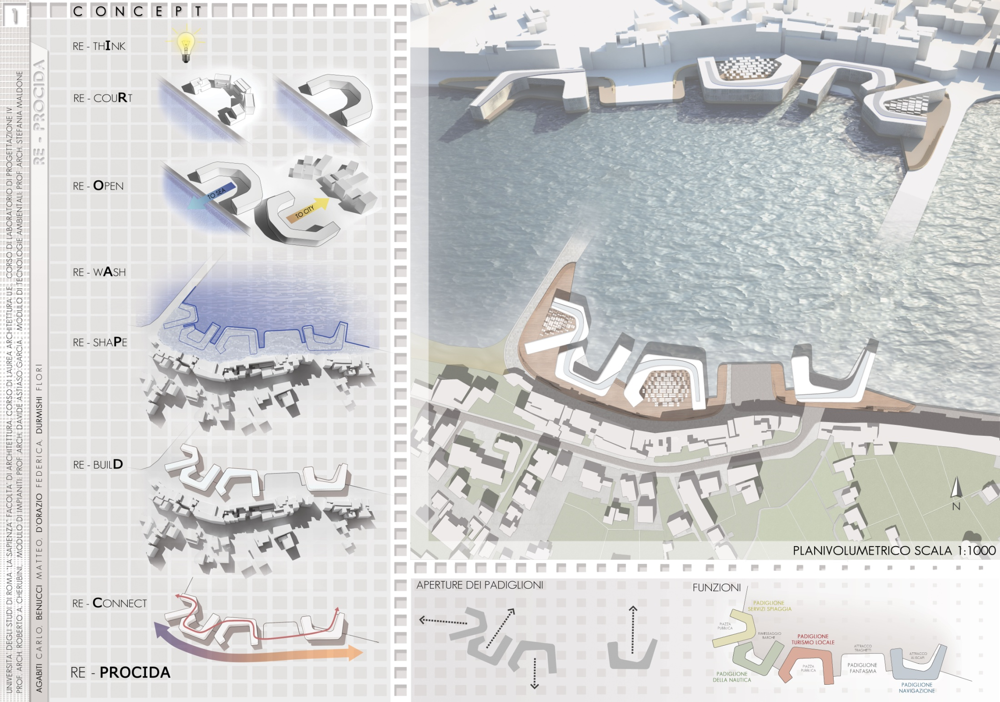 1
UNIVERSITA' DEGLI STUDI DI ROMA "LA SAPIENZA" FACOLTA' DI ARCHITETTURA, CORSO DI LAUREA ARCHITETTURA U.E., CORSO DI LABORATORIO DI PROGETTAZIONE IV
PROF. ARCH. ROBERTO A. CHERUBINI, MODULO DI IMPIANTI: PROF. ARCH. DAVIDE ASTIASO GARCIA, MODULO DI TECNOLOGIE AMBIENTALI: PROF. ARCH. STEFANIA MALDONE
RE - PROCIDA
AGABITI CARLO, BENUCCI MATTEO, D'ORAZIO FEDERICA, DURMISHI FLORI
CONCEPT
RE - THINK
RE - COURT
RE - OPEN
TO SEA
TO CITY
RE - WASH
RE - SHAPE
RE - BUILD
RE - CONNECT
RE - PROCIDA
N
PLANIVOLUMETRICO SCALA 1:1000
APERTURE DEI PADIGLIONI
FUNZIONI
PADIGLIONE
SERVIZI SPIAGGIA
PIAZZA
PUBBLICA
RIMESSAGGIO
BARCHE
PADIGLIONE
TURISMO LOCALE
PIAZZA
PUBBLICA
ATTRACCO
TRAGHETTI
PADIGLIONE
FANTASMA
ATTRACCO
ALISCAFI
PADIGLIONE
DELLA NAUTICA
PADIGLIONE
NAVIGAZIONE